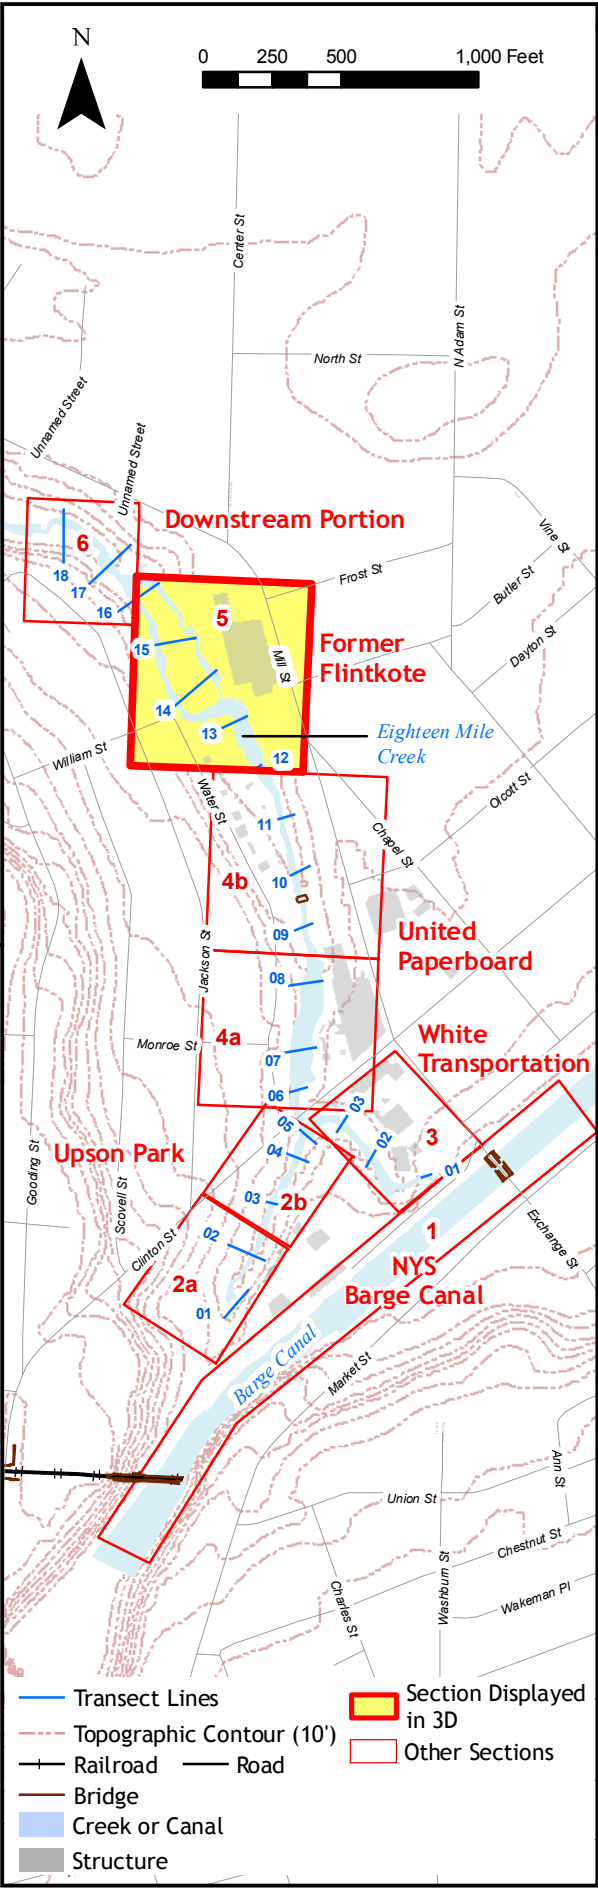 N
0 250 500 1,000 Feet
Center St
N Adam St
North St
Unnamed Street
Unnamed Street
Downstream Portion
Vine St
6
18
17
16
Frost St
Butler St
5
Former
Flintkote
Dayton St
15
Mill St
14
13
Eighteen Mile
Creek
William St
12
Water St
Olcott St
11
Chapel St
4b
10
09
United
Paperboard
Jackson St
08
4a
White
Transportation
Monroe St
07
06
03
05
02
3
Upson Park
04
01
Gooding St
Scovell St
03
2b
1
Exchange St
Clinton St
02
NYS
Barge Canal
2a
01
Barge Canal
Market St
Ann St
Union St
Chestnut St
Washburn St
Charles St
Wakeman Pl
Transect Lines
Section Displayed
in 3D
Topographic Contour (10')
Other Sections
Railroad
Road
Bridge
Creek or Canal
Structure